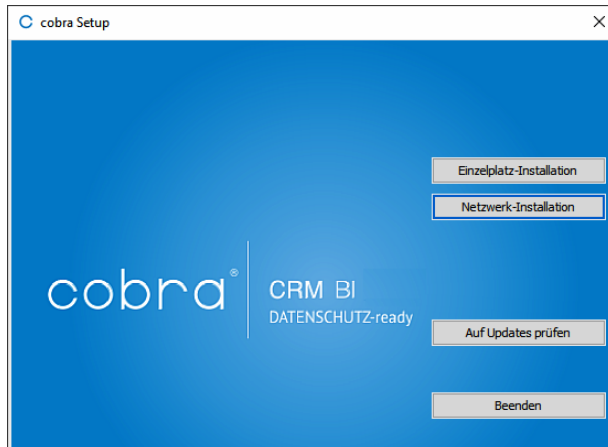 cobra Setup
Einzelplatz-Installation
Netzwerk-Installation
cobra®
CRM BI
DATENSCHUTZ-ready
Auf Updates prüfen
Beenden